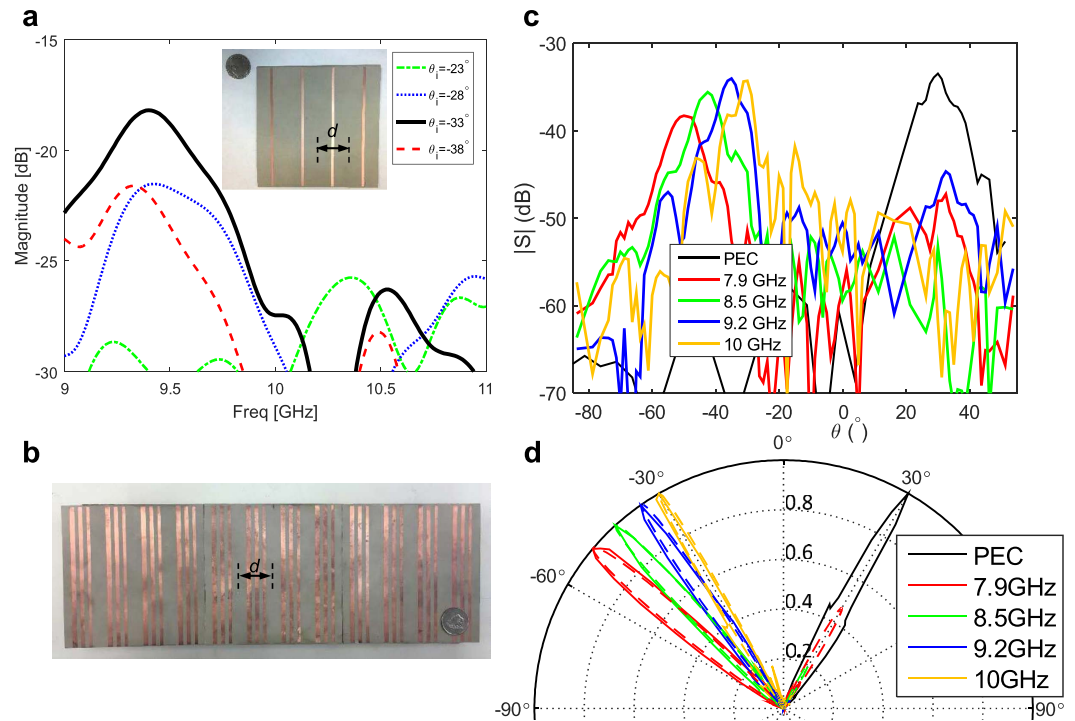 a
-15
-20
-25
-30
Magnitude [dB]
9
9.5
10
10.5
11
Freq [GHz]
d
θi=-23°
θi=-28°
θi=-33°
θi=-38°
b
d
c
-30
-40
-50
-60
-70
|S| (dB)
PEC
7.9 GHz
8.5 GHz
9.2 GHz
10 GHz
-80
-60
-40
-20
0
20
40
θ (°)
d
0°
-30°
30°
-60°
-90°
90°
0.8
0.6
0.4
0.2
PEC
7.9GHz
8.5GHz
9.2GHz
10GHz